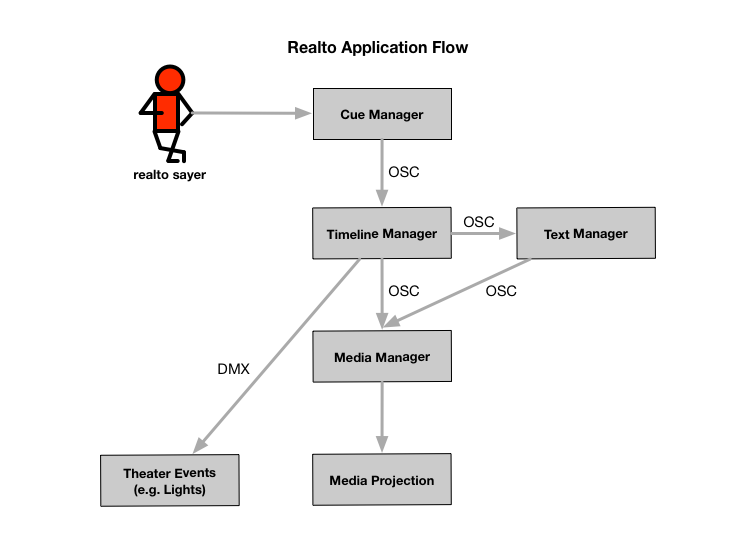 Realto Application Flow
Cue Manager
realto sayer
OSC
Timeline Manager
OSC
Text Manager
OSC
OSC
Media Manager
DMX
Theater Events
(e.g. Lights)
Media Projection